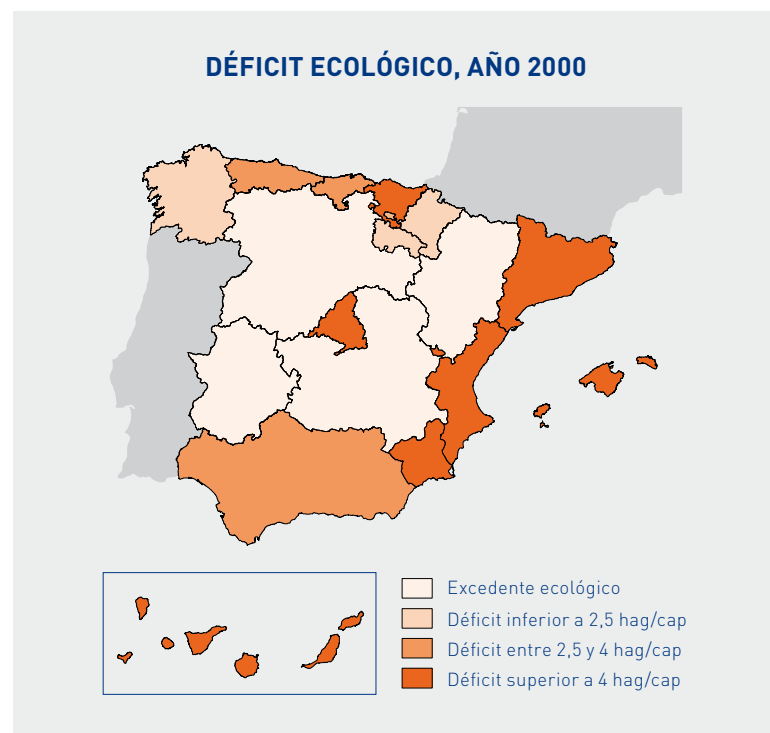 DÉFICIT ECOLÓGICO, AÑO 2000
Excedente ecológico
Déficit inferior a 2,5 hag/cap
Déficit entre 2,5 y 4 hag/cap
Déficit superior a 4 hag/cap